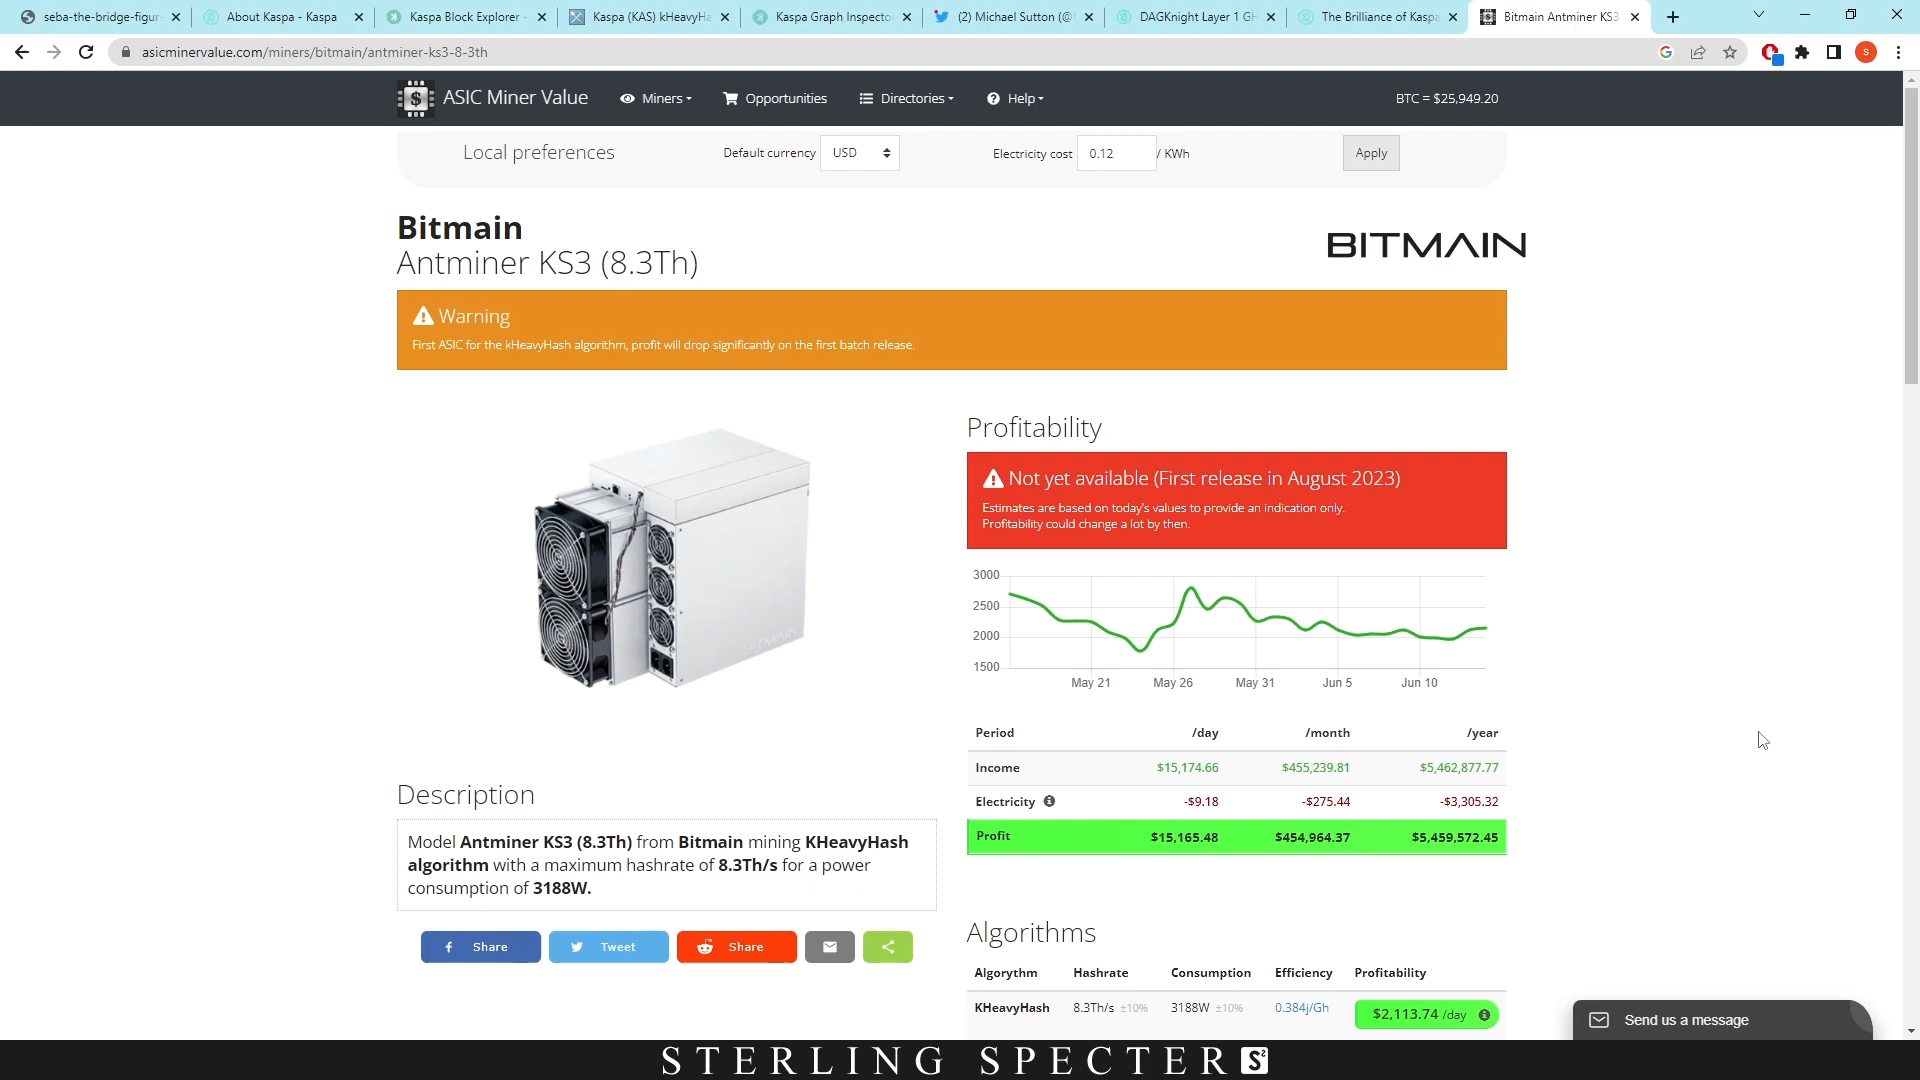 seba-the-bridge-figur
About Kaspa - Kaspa
Kaspa Block Explorer -
Kaspa (KAS) kHeavyHa
Kaspa Graph Inspecto
(2) Michael Sutton (@
DAGKnight Layer 1 GH
The Brilliance of Kaspa
Bitmain Antminer KS3
asicminervalue.com/miners/bitmain/antminer-ks3-8-3th
S
ASIC Miner Value
Miners
Opportunities
Directories
Help
BTC = $25,949.20
Local preferences
Default currency
USD
Electricity cost
0.12
/ KWh
Apply
Bitmain
Antminer KS3 (8.3Th)
BITMAIN
Warning
First ASIC for the kHeavyHash algorithm, profit will drop significantly on the first batch release.
BITMAIN
Profitability
Not yet available (First release in August 2023)
Estimates are based on today's values to provide an indication only.
Profitability could change a lot by then.
3000
2500
2000
1500
May 21 May 26 May 31 Jun 5 Jun 10
Period /day /month /year
Income $15,174.66 $455,239.81 $5,462,877.77
Electricity -$9.18 -$275.44 -$3,305.32
Profit $15,165.48 $454,964.37 $5,459,572.45
Description
Model Antminer KS3 (8.3Th) from Bitmain mining KHeavyHash
algorithm with a maximum hashrate of 8.3Th/s for a power
consumption of 3188W.
Share
Tweet
Share
Algorithms
Algorythm Hashrate Consumption Efficiency Profitability
KHeavyHash 8.3Th/s ±10% 3188W ±10% 0.384j/Gh $2,113.74 /day
Send us a message
STERLING SPECTER S²